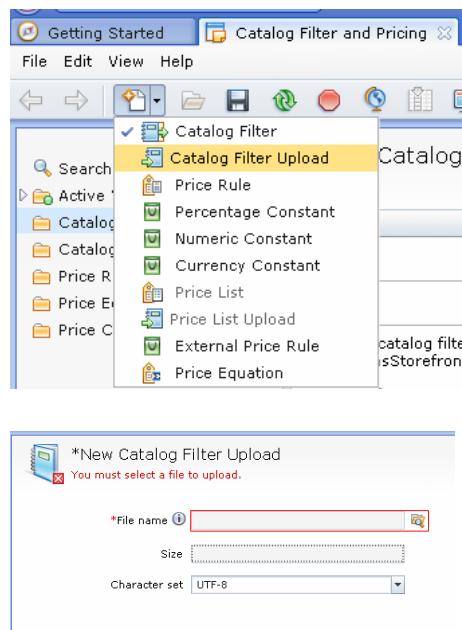 Getting Started
Catalog Filter and Pricing
File Edit View Help
Catalog Filter
Catalog Filter Upload
Price Rule
Percentage Constant
Numeric Constant
Currency Constant
Price List
Price List Upload
External Price Rule
Price Equation
Search
Active
Catalog
Catalog
Price R
Price E
Price C
Catalog
catalog filte
sStorefron
*New Catalog Filter Upload
You must select a file to upload.
*File name
Size
Character set UTF-8